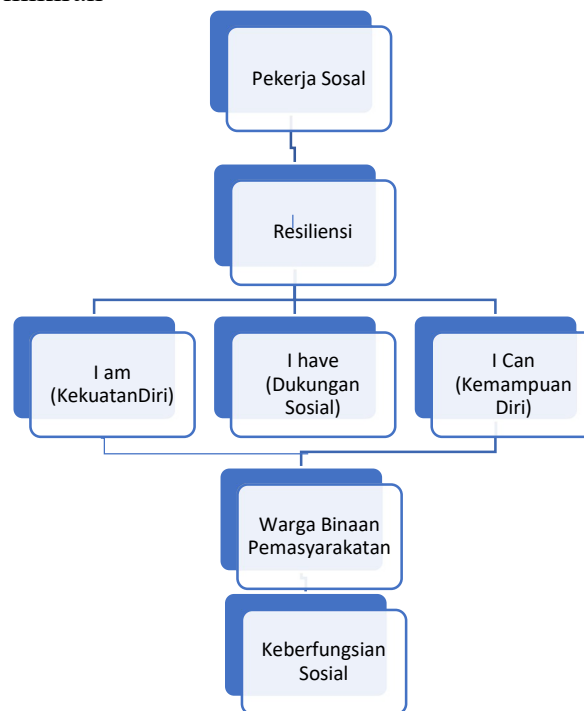 Pekerja Sosal
Resiliensi
I am
(KekuatanDiri)
I have
(Dukungan
Sosial)
I Can
(Kemampuan
Diri)
Warga Binaan
Pemasyarakatan
Keberfungsian
Sosial